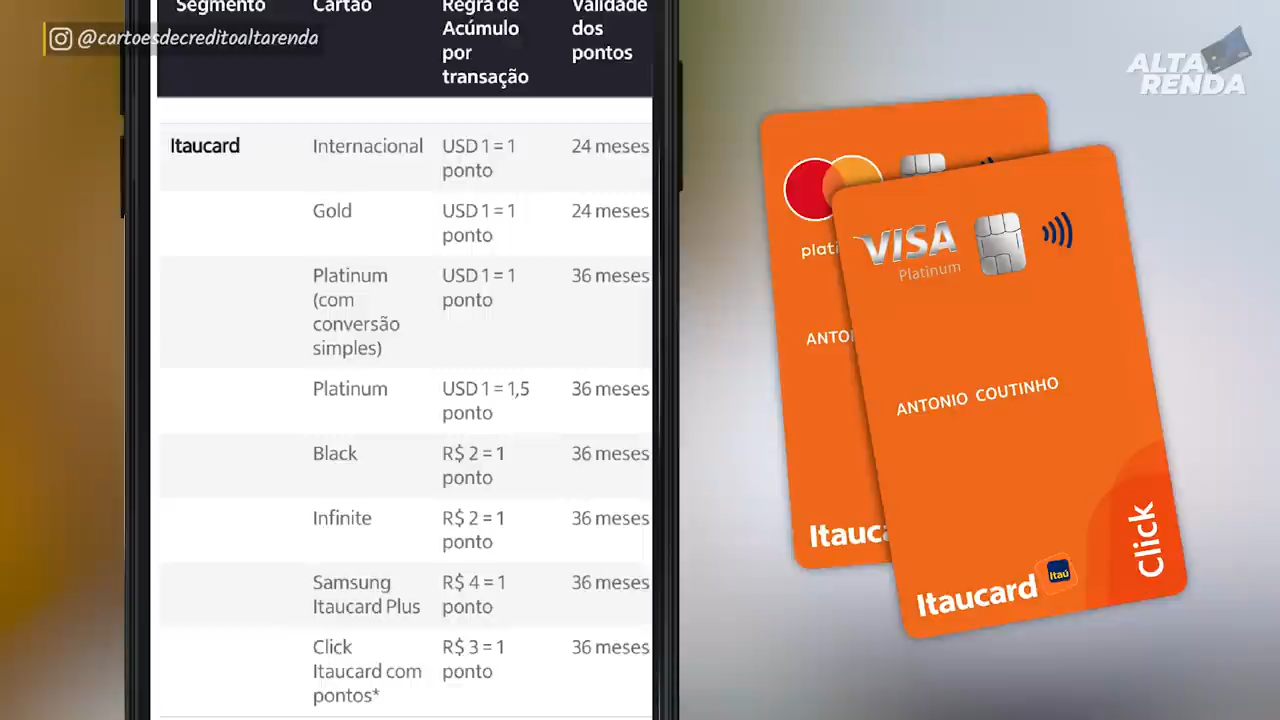 @cartoesdecreditoaltarenda
ALTA
RENDA
Segmento
Cartão
Regra de
Acúmulo
por
transação
Validade
dos
pontos
Itaucard
Internacional
USD 1 = 1
ponto
24 meses
Gold
USD 1 = 1
ponto
24 meses
Platinum
(com
conversão
simples)
USD 1 = 1
ponto
36 meses
Platinum
USD 1 = 1,5
ponto
36 meses
Black
R$ 2 = 1
ponto
36 meses
Infinite
R$ 2 = 1
ponto
36 meses
Samsung
Itaucard Plus
R$ 4 = 1
ponto
36 meses
Click
Itaucard com
pontos*
R$ 3 = 1
ponto
36 meses
plati
ANTO
Itauc
VISA
Platinum
ANTONIO COUTINHO
Click
Itaucard
Itaú